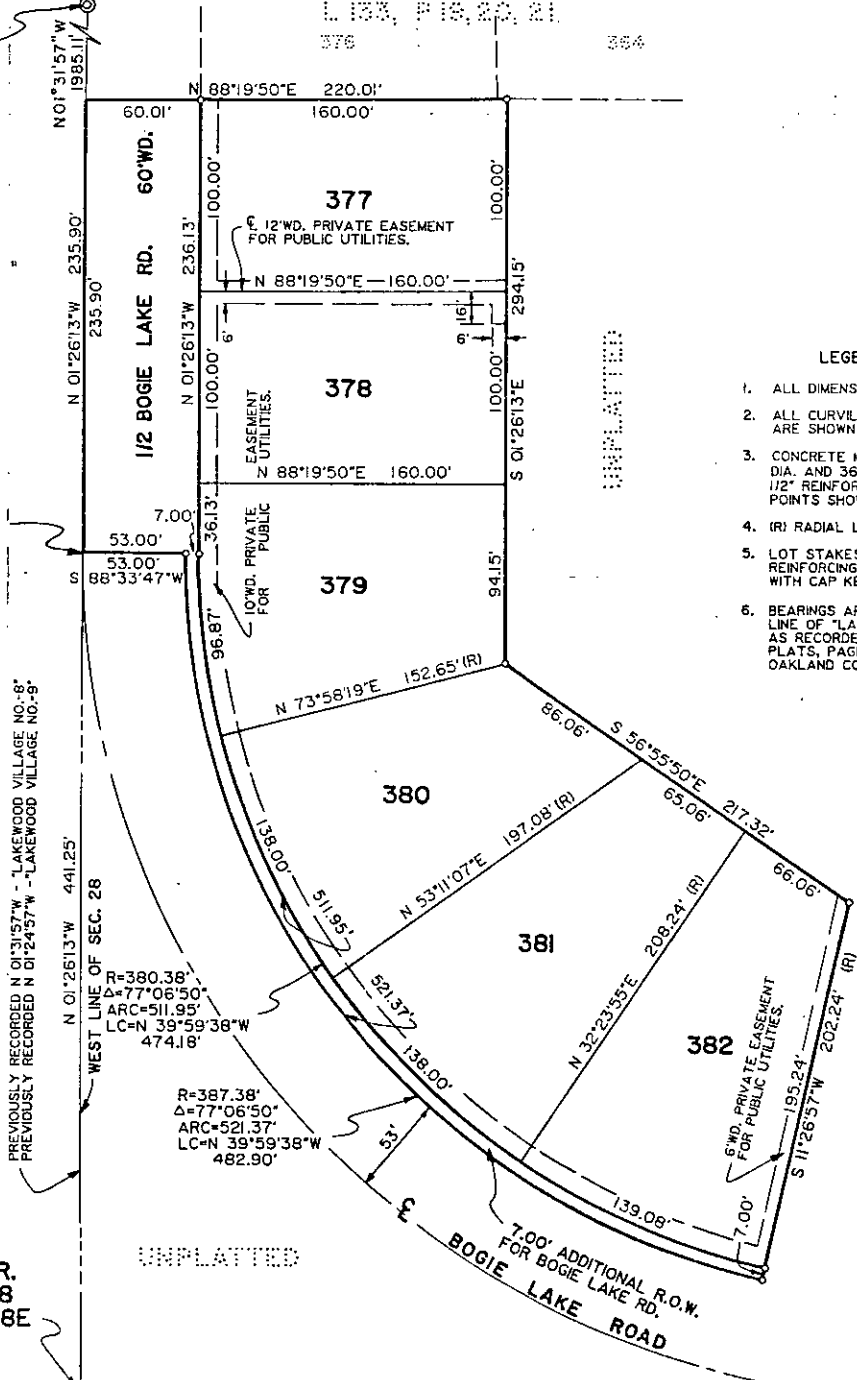 L 133, P 19, 20, 21
376
364
N 01°31'57"W
1985.11'
N 88°19'50"E 220.01'
60.01'
160.00'
1/2 BOGIE LAKE RD. 60'WD.
N 01°26'13"W 235.90'
235.90'
N 01°26'13"W 236.13'
100.00'
377
100.00'
℄ 12'WD. PRIVATE EASEMENT
FOR PUBLIC UTILITIES.
N 88°19'50"E — 160.00'
294.15'
16'
6'
6'
100.00'
378
100.00'
S 01°26'13"E
UNPLATTED
10'WD. PRIVATE EASEMENT
FOR PUBLIC UTILITIES.
N 88°19'50"E 160.00'
36.13'
7.00'
53.00'
53.00'
S 88°33'47"W
379
94.15'
96.87'
N 73°58'19"E 152.65' (R)
86.06'
S 56°55'50"E
217.32'
65.06'
66.06'
380
138.00'
511.95'
N 53°11'07"E 197.08' (R)
381
521.37'
138.00'
N 32°23'55"E 208.24' (R)
382
6'WD. PRIVATE EASEMENT
FOR PUBLIC UTILITIES.
195.24'
S 11°26'57"W 202.24' (R)
139.08'
7.00'
R=380.38'
Δ=77°06'50"
ARC=511.95'
LC=N 39°59'38"W
474.18'
R=387.38'
Δ=77°06'50"
ARC=521.37'
LC=N 39°59'38"W
482.90'
53'
7.00' ADDITIONAL R.O.W.
FOR BOGIE LAKE RD.
℄ BOGIE LAKE ROAD
PREVIOUSLY RECORDED N 01°31'57"W - "LAKEWOOD VILLAGE NO.-8"
PREVIOUSLY RECORDED N 01°24'57"W - "LAKEWOOD VILLAGE NO.-9"
N 01°26'13"W 441.25'
WEST LINE OF SEC. 28
UNPLATTED
R.
8
8E
LEGE
1. ALL DIMENS
2. ALL CURVIL
ARE SHOWN
3. CONCRETE M
DIA. AND 36
1/2" REINFOR
POINTS SHO
4. (R) RADIAL L
5. LOT STAKES
REINFORCING
WITH CAP KE
6. BEARINGS AR
LINE OF "LA
AS RECORDE
PLATS, PAGE
OAKLAND CO